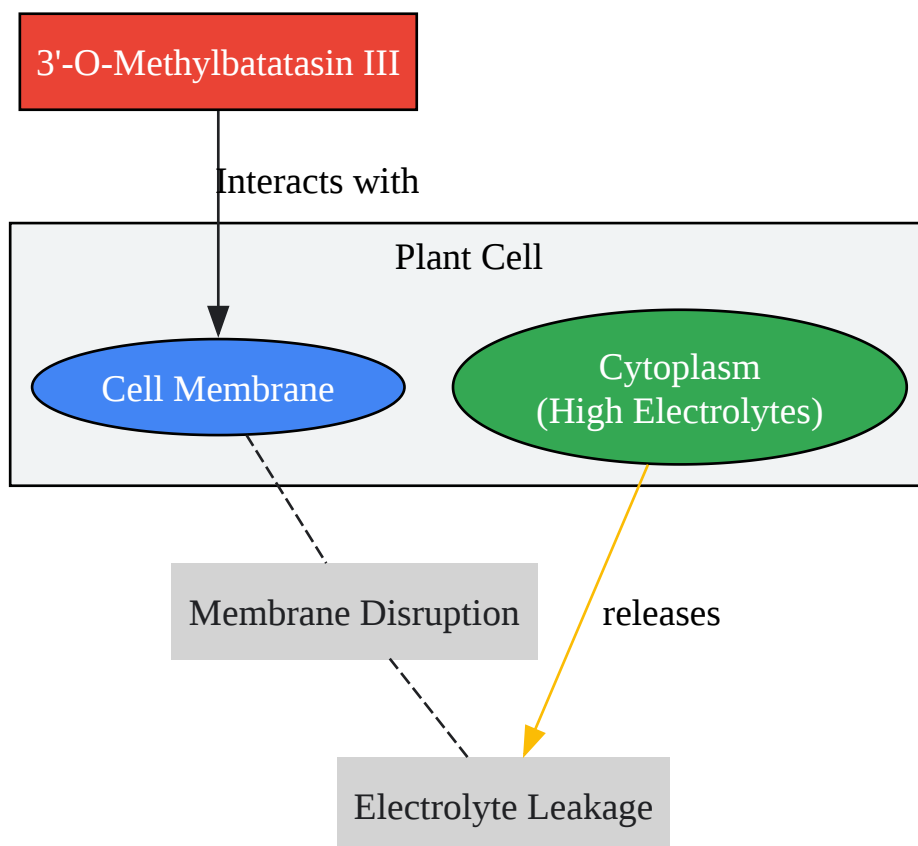 3'-O-Methylbatatasin III
Interacts with
Plant Cell
Cell Membrane
Cytoplasm
(High Electrolytes)
Membrane Disruption
releases
Electrolyte Leakage